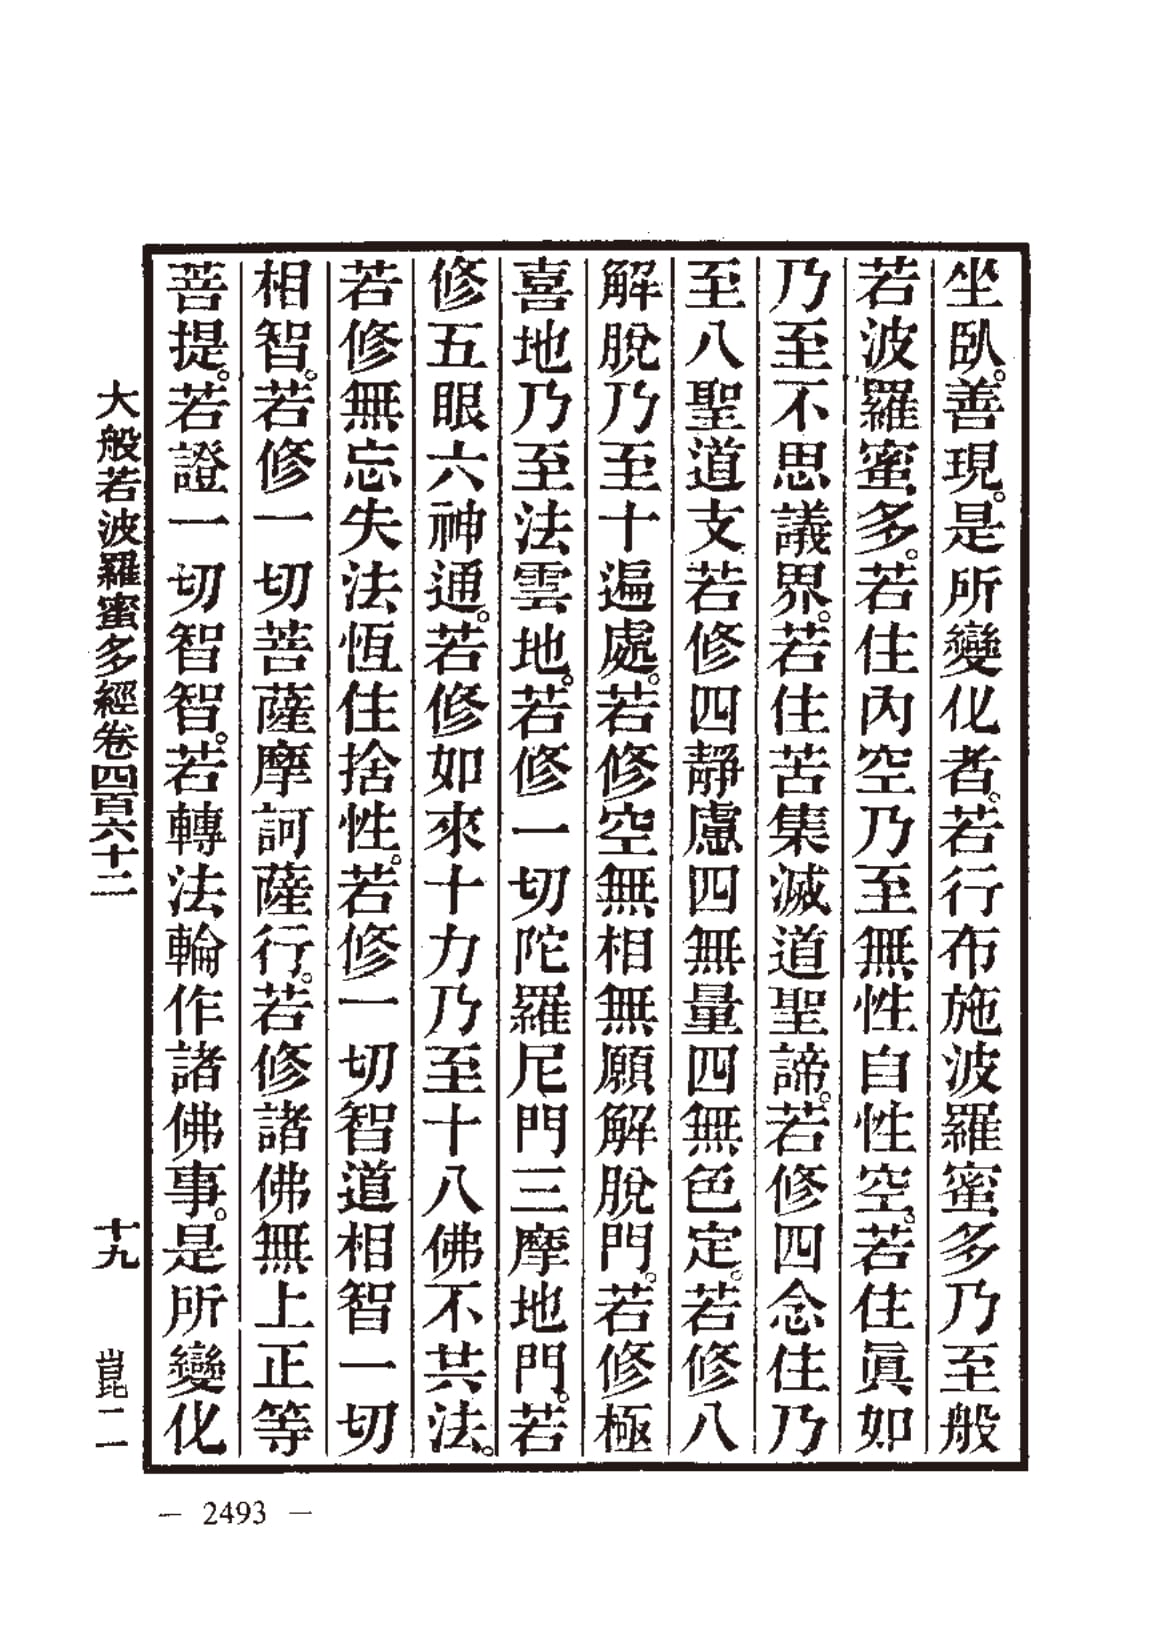 坐臥。善現。是所變化者。若行布施波羅蜜多乃至般
若波羅蜜多。若住內空乃至無性自性空。若住眞如
乃至不思議界。若住苦集滅道聖諦。若修四念住乃
至八聖道支若修四靜慮四無量四無色定。若修八
解脫乃至十遍處。若修空無相無願解脫門。若修極
喜地乃至法雲地。若修一切陀羅尼門三摩地門。若
修五眼六神通。若修如來十力乃至十八佛不共法。
若修無忘失法恆住捨性。若修一切智道相智一切
相智。若修一切菩薩摩訶薩行。若修諸佛無上正等
菩提。若證一切智智。若轉法輪作諸佛事。是所變化
大般若波羅蜜多經卷四百六十二 十九 崑二
— 2493 —